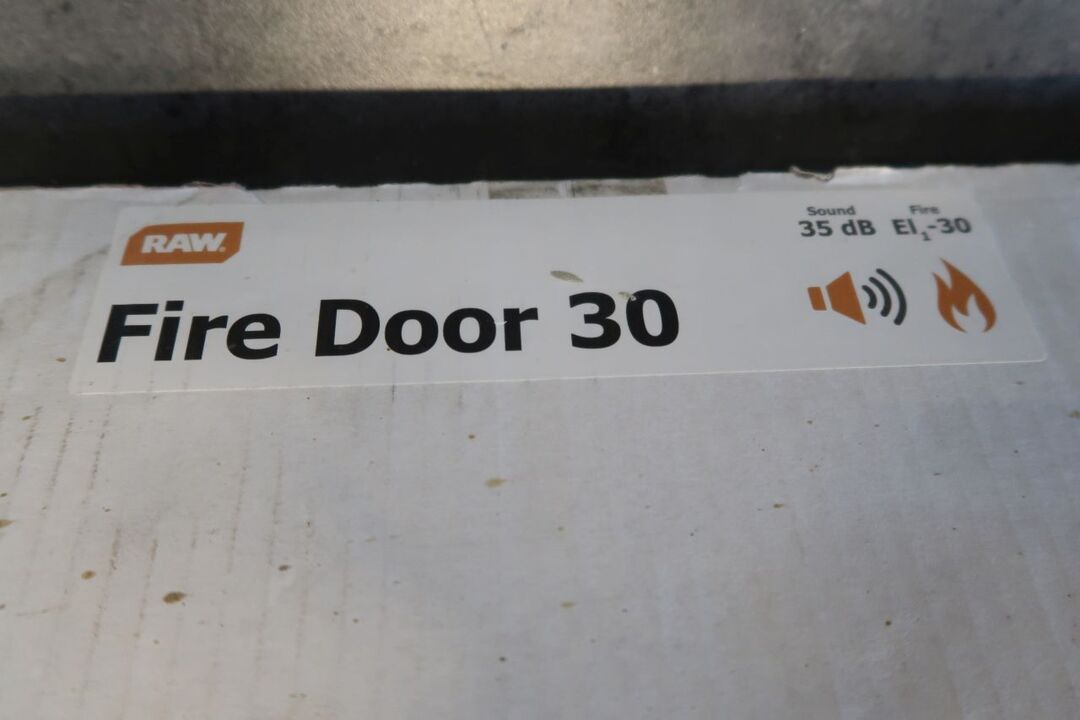 RAW®
Sound Fire
35 dB EI₁-30
Fire Door 30